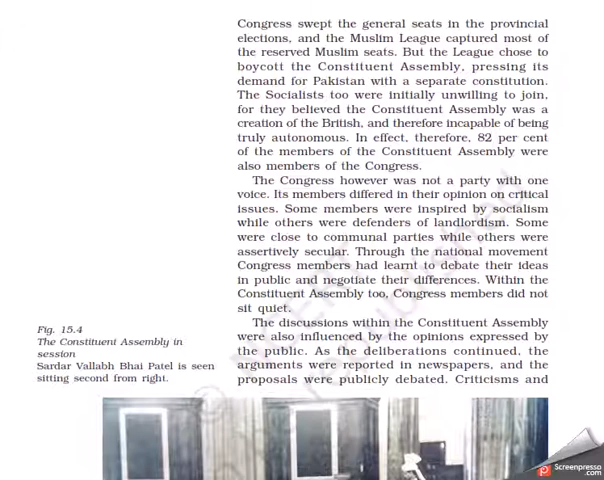 Congress swept the general seats in the provincial
elections, and the Muslim League captured most of
the reserved Muslim seats. But the League chose to
boycott the Constituent Assembly, pressing its
demand for Pakistan with a separate constitution.
The Socialists too were initially unwilling to join,
for they believed the Constituent Assembly was a
creation of the British, and therefore incapable of being
truly autonomous. In effect, therefore, 82 per cent
of the members of the Constituent Assembly were
also members of the Congress.
The Congress however was not a party with one
voice. Its members differed in their opinion on critical
issues. Some members were inspired by socialism
while others were defenders of landlordism. Some
were close to communal parties while others were
assertively secular. Through the national movement
Congress members had learnt to debate their ideas
in public and negotiate their differences. Within the
Constituent Assembly too, Congress members did not
sit quiet.
The discussions within the Constituent Assembly
were also influenced by the opinions expressed by
the public. As the deliberations continued, the
arguments were reported in newspapers, and the
proposals were publicly debated. Criticisms and
Fig. 15.4
The Constituent Assembly in
session
Sardar Vallabh Bhai Patel is seen
sitting second from right.
© NCERT
republished
Screenpresso
.com